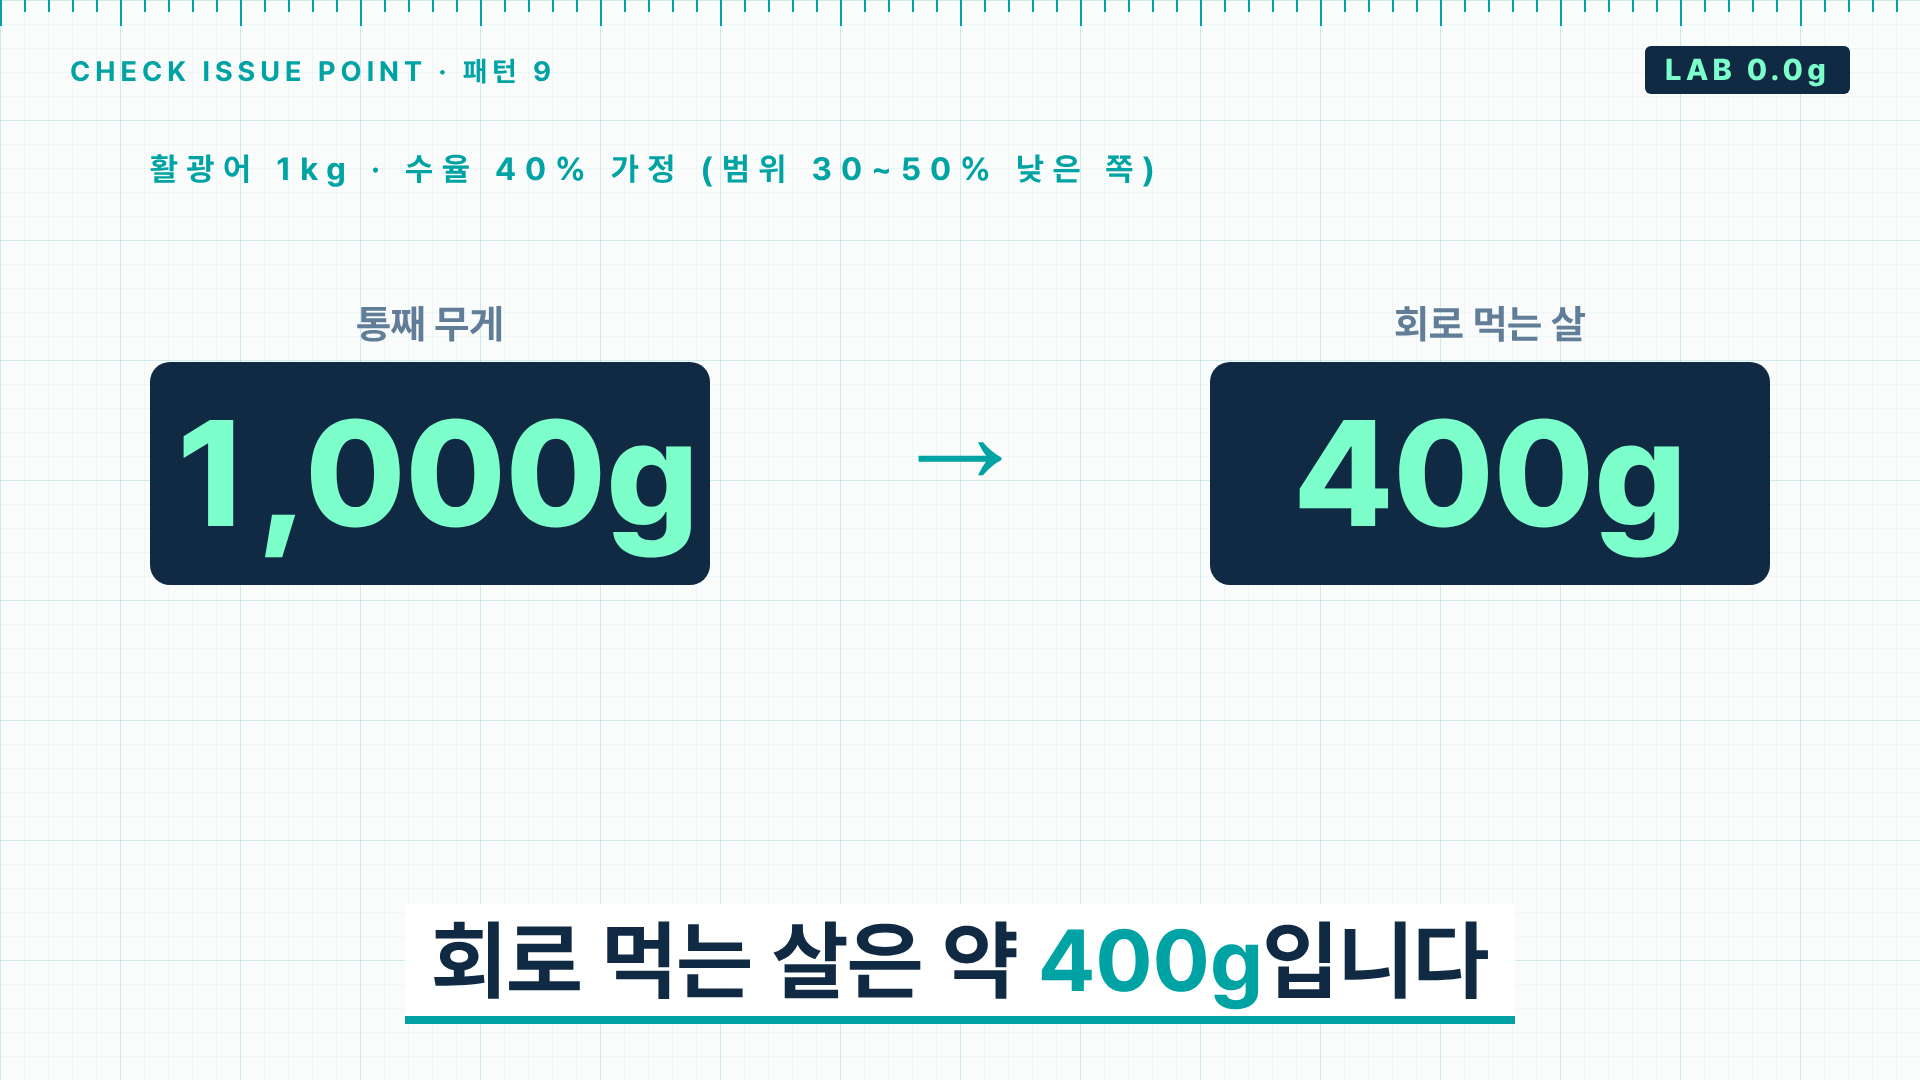 CHECK ISSUE POINT · 패턴 9
LAB 0.0g
활광어 1kg · 수율 40% 가정 (범위 30~50% 낮은 쪽)
통째 무게
회로 먹는 살
1,000g
→
400g
회로 먹는 살은 약 400g입니다